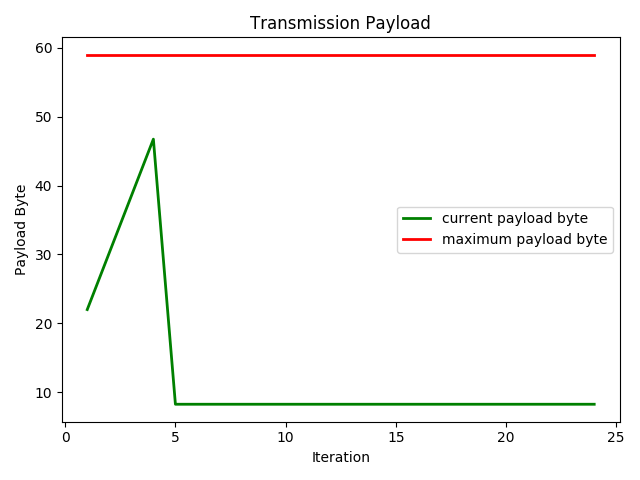 Transmission Payload
60
50
40
30
20
10
Payload Byte
current payload byte
maximum payload byte
0
5
10
15
20
25
Iteration